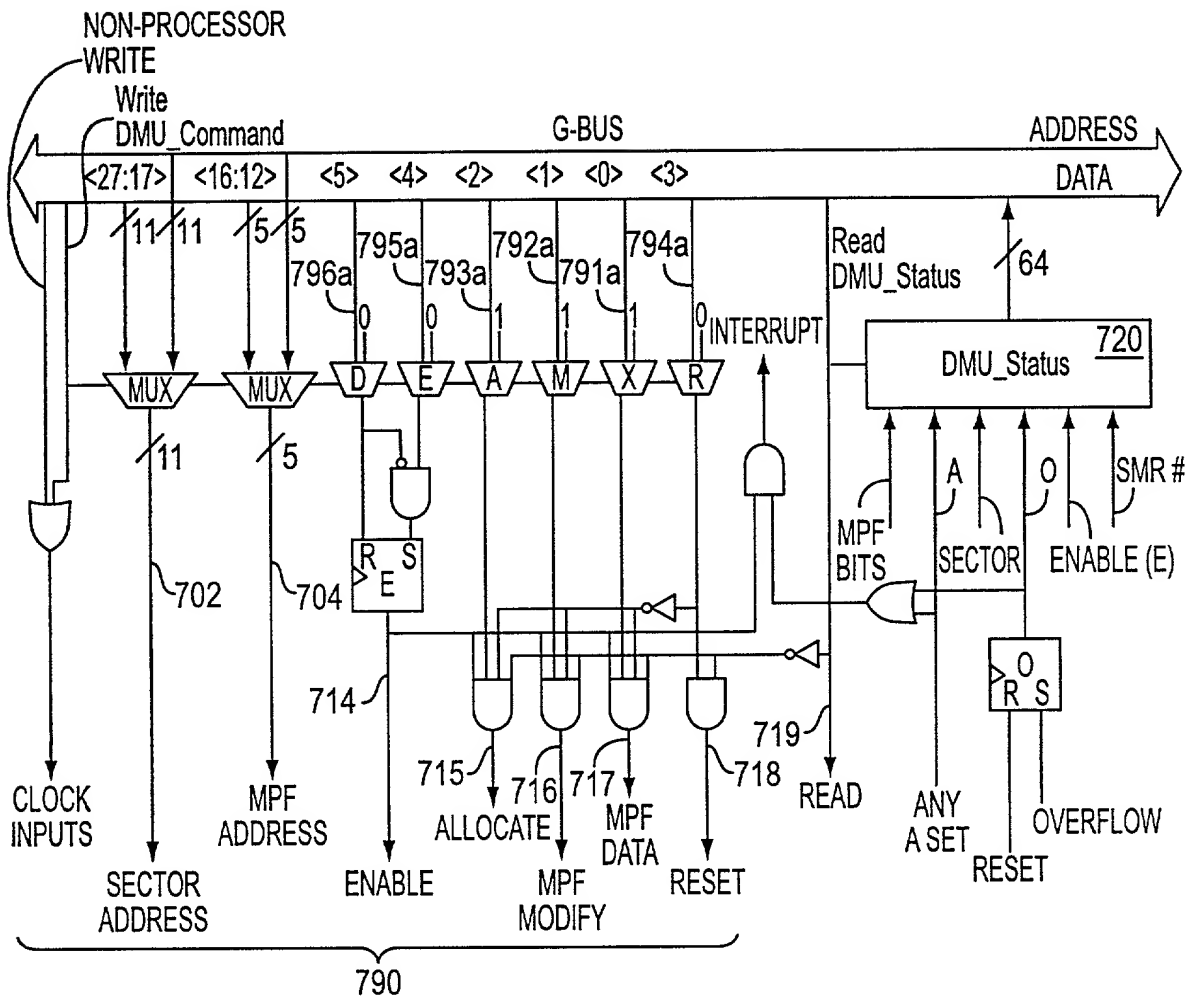 NON-PROCESSOR
WRITE
Write
DMU_Command
G-BUS
ADDRESS
<27:17>
<16:12>
<5>
<4>
<2>
<1>
<0>
<3>
DATA
11
11
5
5
796a
795a
793a
792a
791a
794a
Read
DMU_Status
64
0
0
1
1
1
0
INTERRUPT
DMU_Status
720
MUX
MUX
D
E
A
M
X
R
11
5
MPF
BITS
A
SECTOR
O
ENABLE (E)
SMR #
R
S
E
702
704
714
O
R
S
715
716
717
718
719
CLOCK
INPUTS
MPF
ADDRESS
ALLOCATE
MPF
DATA
READ
ANY
A SET
OVERFLOW
RESET
SECTOR
ADDRESS
ENABLE
MPF
MODIFY
RESET
790